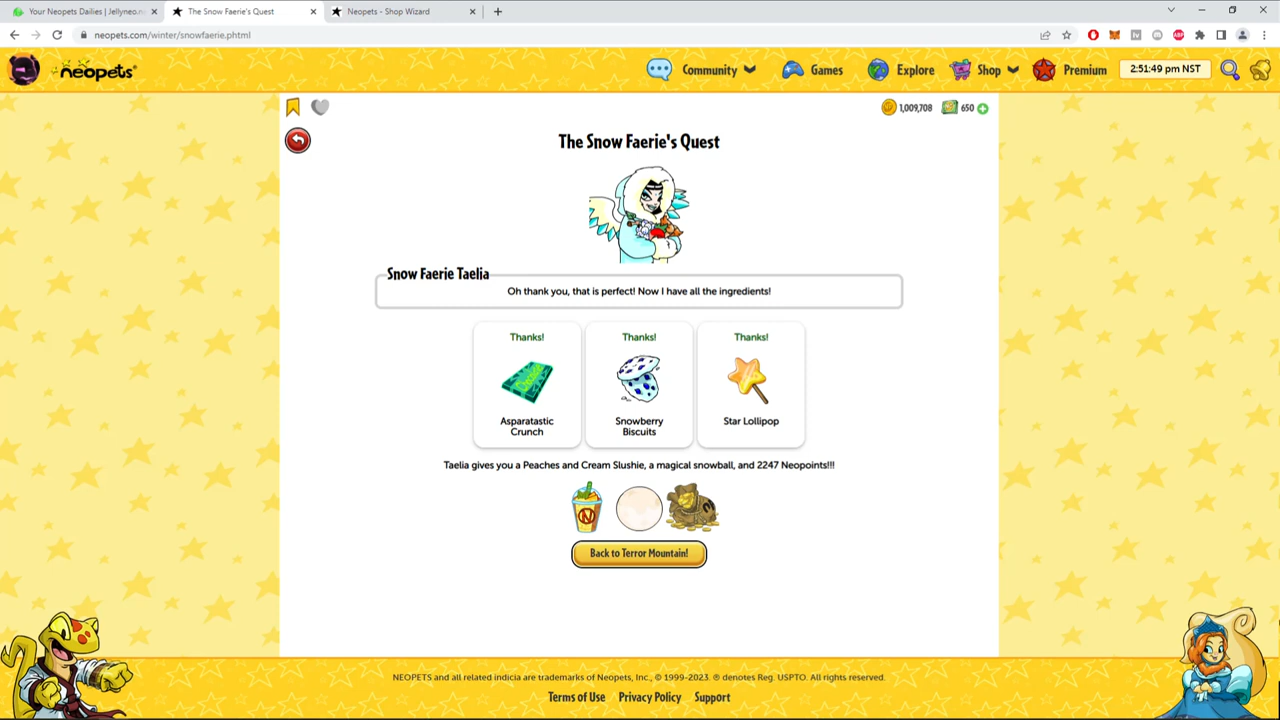 Your Neopets Dailies | Jellyneo.n
The Snow Faerie's Quest
Neopets - Shop Wizard
neopets.com/winter/snowfaerie.phtml
neopets
Community
Games
Explore
Shop
Premium
2:51:49 pm NST
1,009,708
650
The Snow Faerie's Quest
Snow Faerie Taelia
Oh thank you, that is perfect! Now I have all the ingredients!
Thanks!
Thanks!
Thanks!
Asparatastic
Crunch
Snowberry
Biscuits
Star Lollipop
Taelia gives you a Peaches and Cream Slushie, a magical snowball, and 2247 Neopoints!!!
Back to Terror Mountain!
NEOPETS and all related indicia are trademarks of Neopets, Inc., © 1999-2023. ® denotes Reg. USPTO. All rights reserved.
Terms of Use Privacy Policy Support